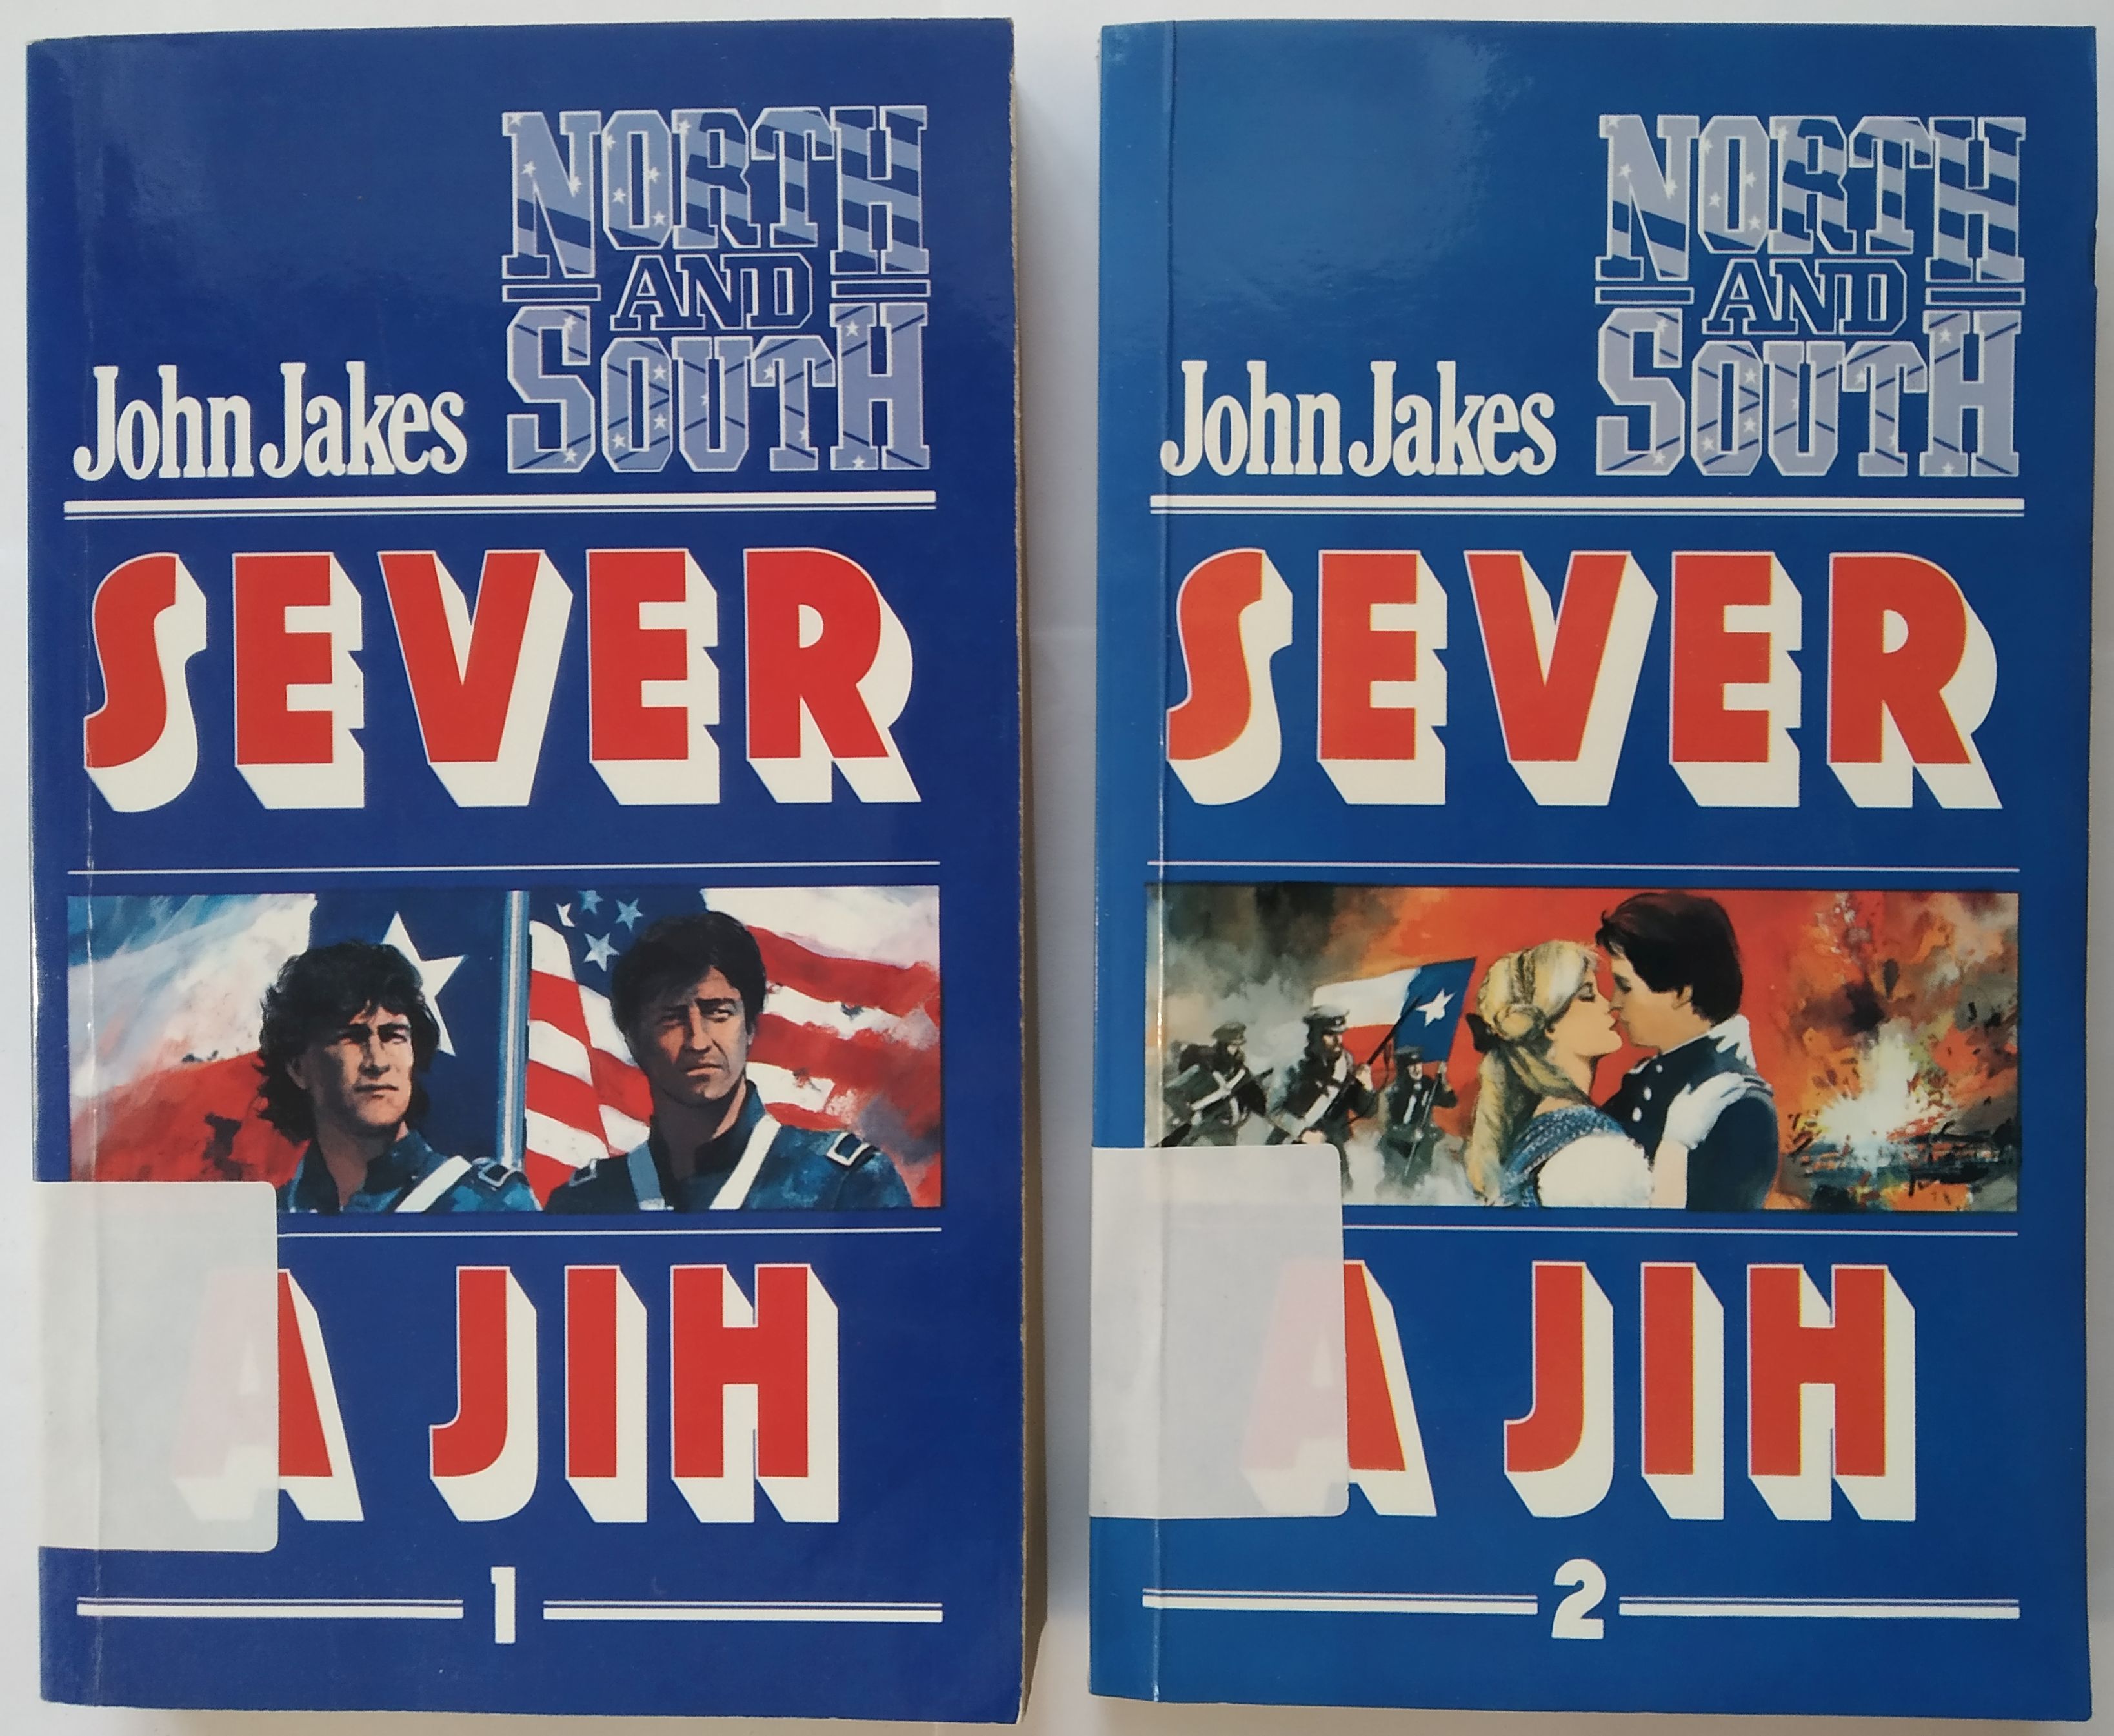 NORTH
AND
SOUTH
John Jakes
SEVER
A JIH
1
NORTH
AND
SOUTH
John Jakes
SEVER
A JIH
2